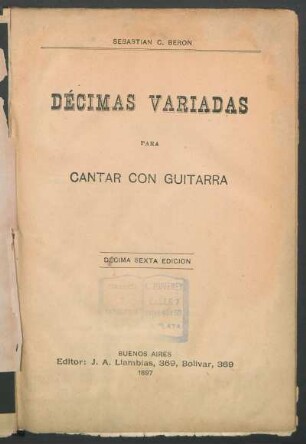 SEBASTIAN C. BERON
DÉCIMAS VARIADAS
PARA
CANTAR CON GUITARRA
DÉCIMA SEXTA EDICION
BUENOS AIRES
Editor: J. A. Llambias, 369, Bolivar, 369
1897